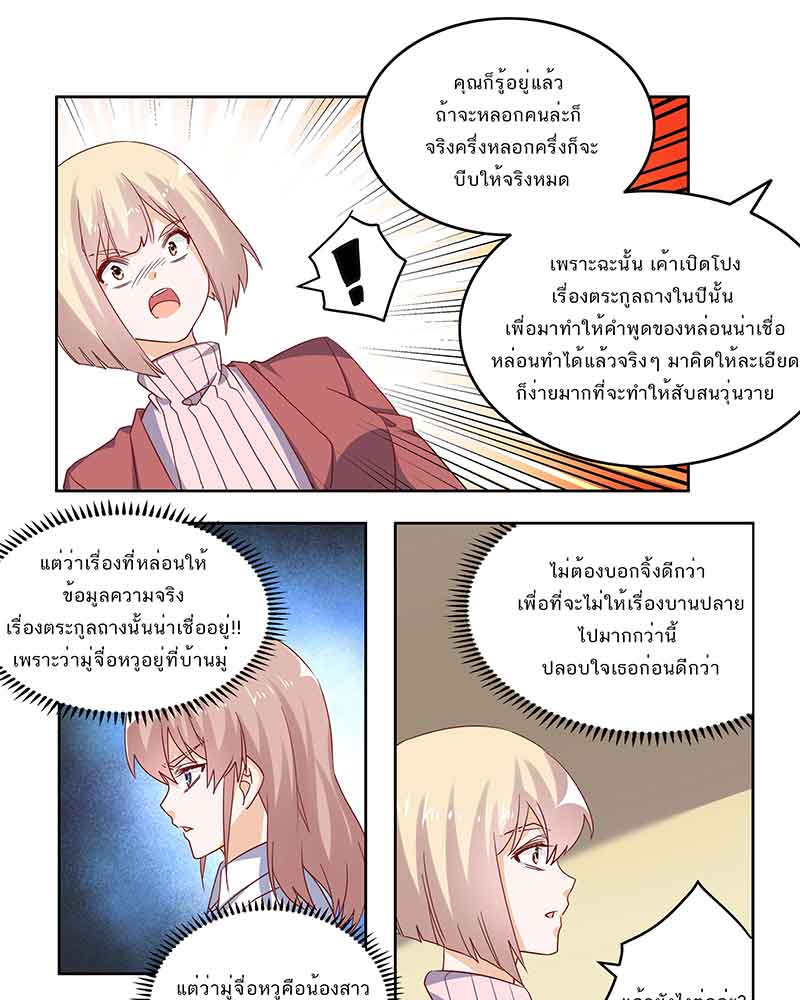 คุณก็รู้อยู่แล้ว
ถ้าจะหลอกคนล่ะก็
จริงครึ่งหลอกครึ่งก็จะ
บีบให้จริงหมด
!
เพราะฉะนั้น เค้าเปิดโปง
เรื่องตระกูลถางในปีนั้น
เพื่อมาทำให้คำพูดของหล่อนน่าเชื่อ
หล่อนทำได้แล้วจริงๆ มาคิดให้ละเอียด
ก็ง่ายมากที่จะทำให้สับสนวุ่นวาย
แต่ว่าเรื่องที่หล่อนให้
ข้อมูลความจริง
เรื่องตระกูลถางนั้นน่าเชื่ออยู่!!
เพราะว่ามู่จื่อหวูอยู่ที่บ้านมู่
ไม่ต้องบอกจิ้งดีกว่า
เพื่อที่จะไม่ให้เรื่องบานปลาย
ไปมากกว่านี้
ปลอบใจเธอก่อนดีกว่า
แต่ว่ามู่จื่อหวูคือน้องสาว